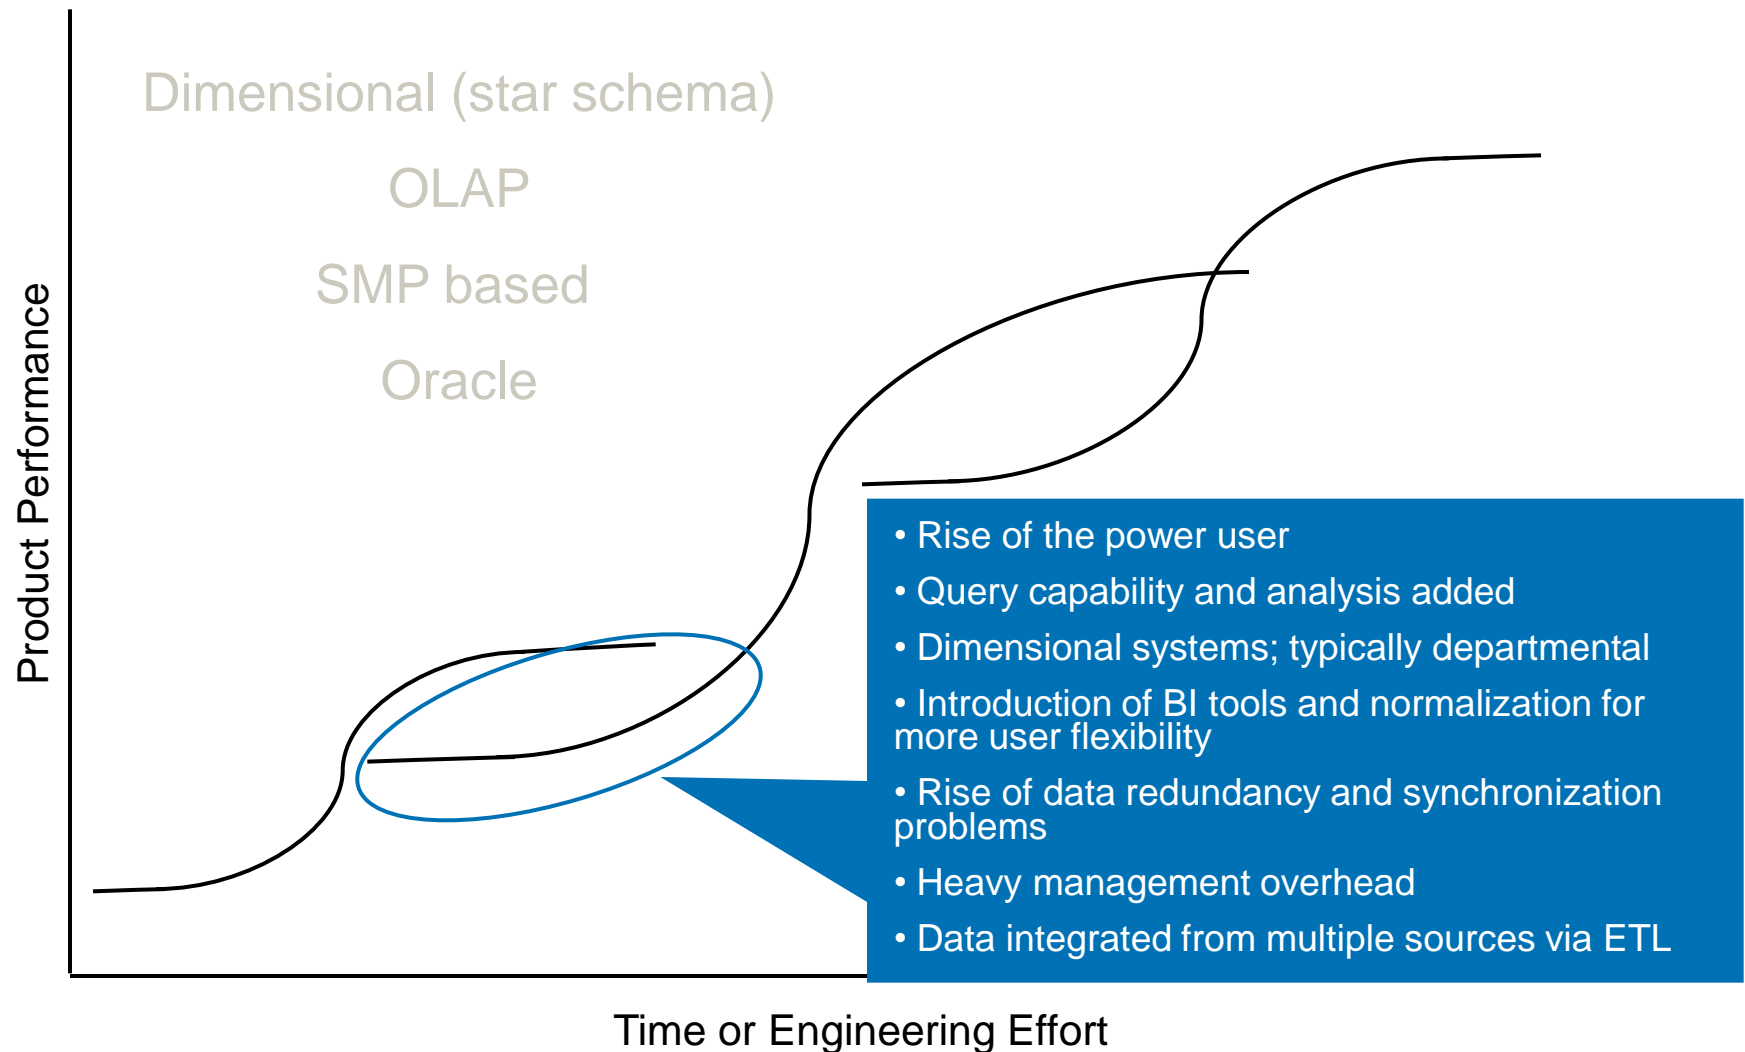 Dimensional (star schema)
OLAP
SMP based
Oracle
Product Performance
• Rise of the power user
• Query capability and analysis added
• Dimensional systems; typically departmental
• Introduction of BI tools and normalization for
more user flexibility
• Rise of data redundancy and synchronization
problems
• Heavy management overhead
• Data integrated from multiple sources via ETL
Time or Engineering Effort